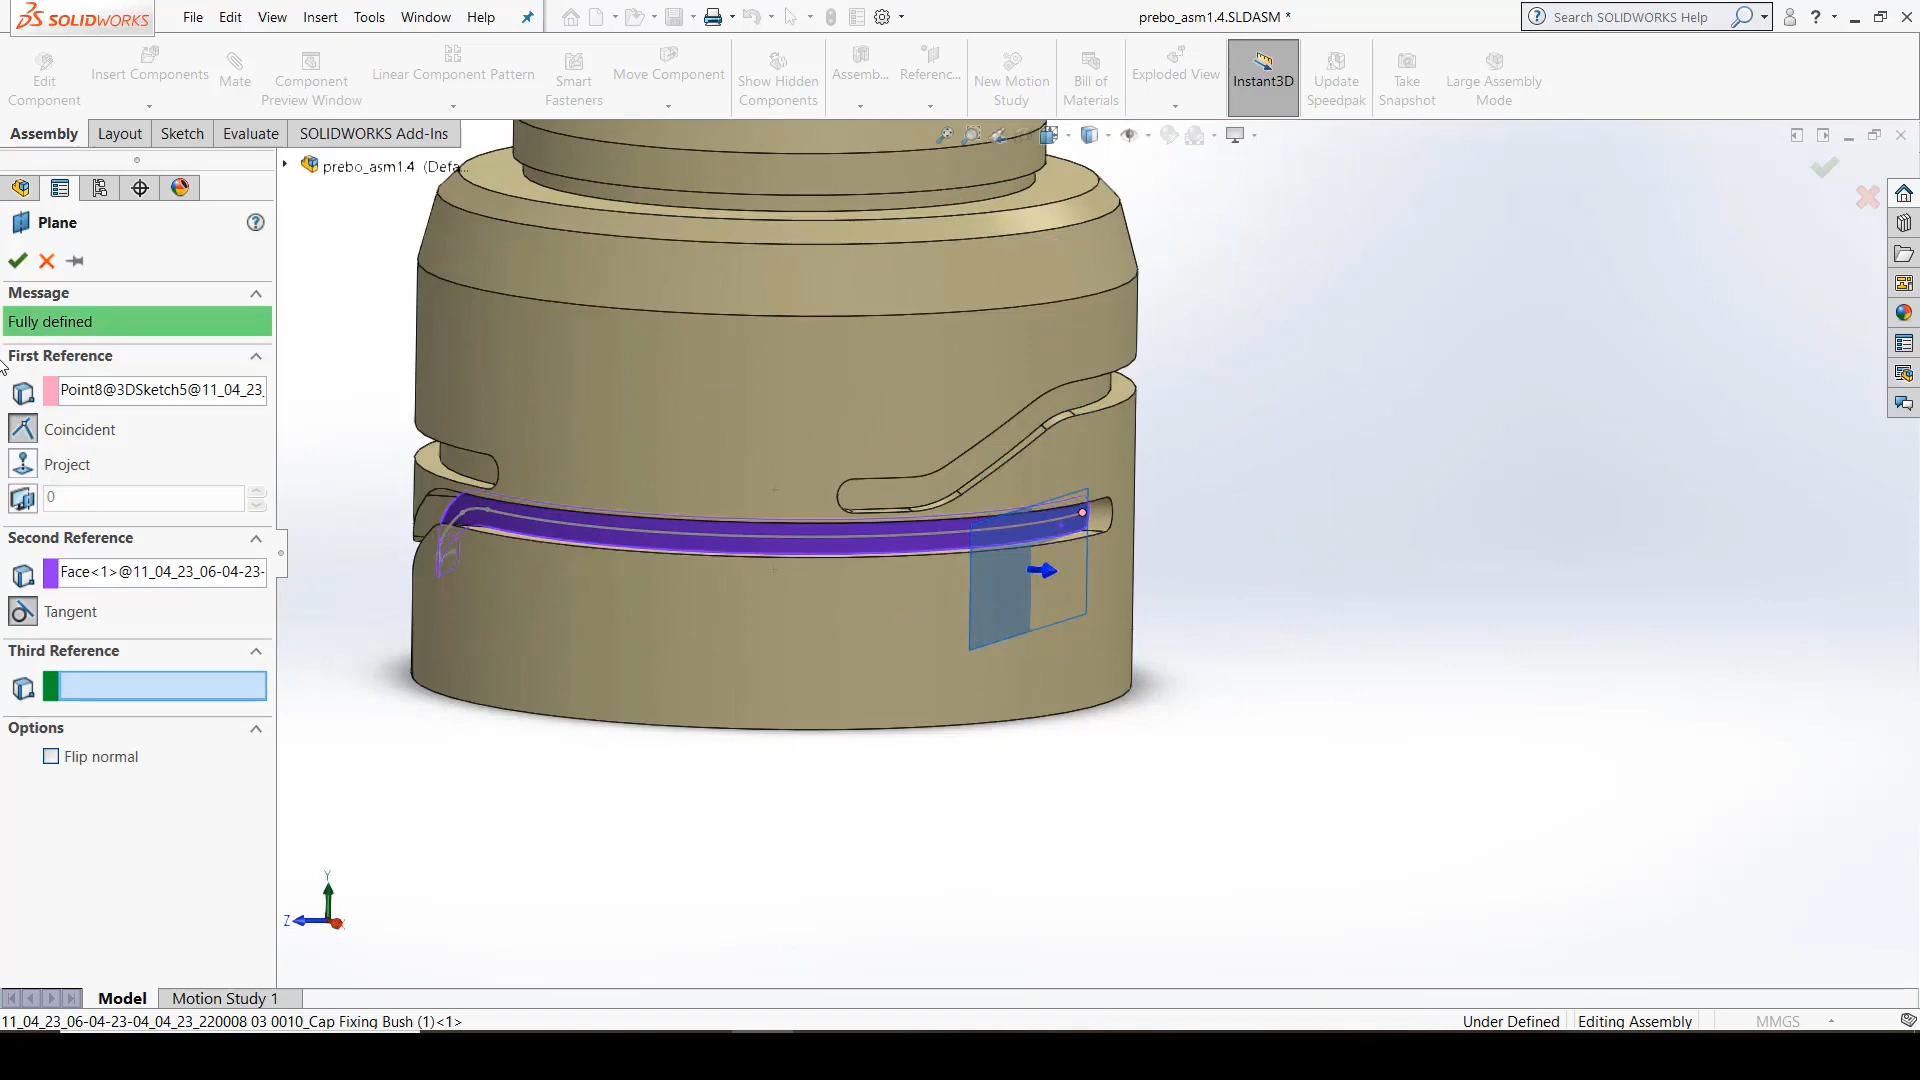 SOLIDWORKS File Edit View Insert Tools Window Help prebo_asm1.4.SLDASM * Search SOLIDWORKS Help ?
Edit Component Insert Components Mate Component Preview Window Linear Component Pattern Smart Fasteners Move Component Show Hidden Components Assemb... Referenc... New Motion Study Bill of Materials Exploded View Instant3D Update Speedpak Take Snapshot Large Assembly Mode
Assembly Layout Sketch Evaluate SOLIDWORKS Add-Ins
prebo_asm1.4 (Defa...
Plane ?
Message
Fully defined
First Reference
Point8@3DSketch5@11_04_23_
Coincident
Project
0
Second Reference
Face<1>@11_04_23_06-04-23-
Tangent
Third Reference
Options
Flip normal
Y
Z
Model Motion Study 1
11_04_23_06-04-23-04_04_23_220008 03 0010_Cap Fixing Bush (1)<1> Under Defined Editing Assembly MMGS